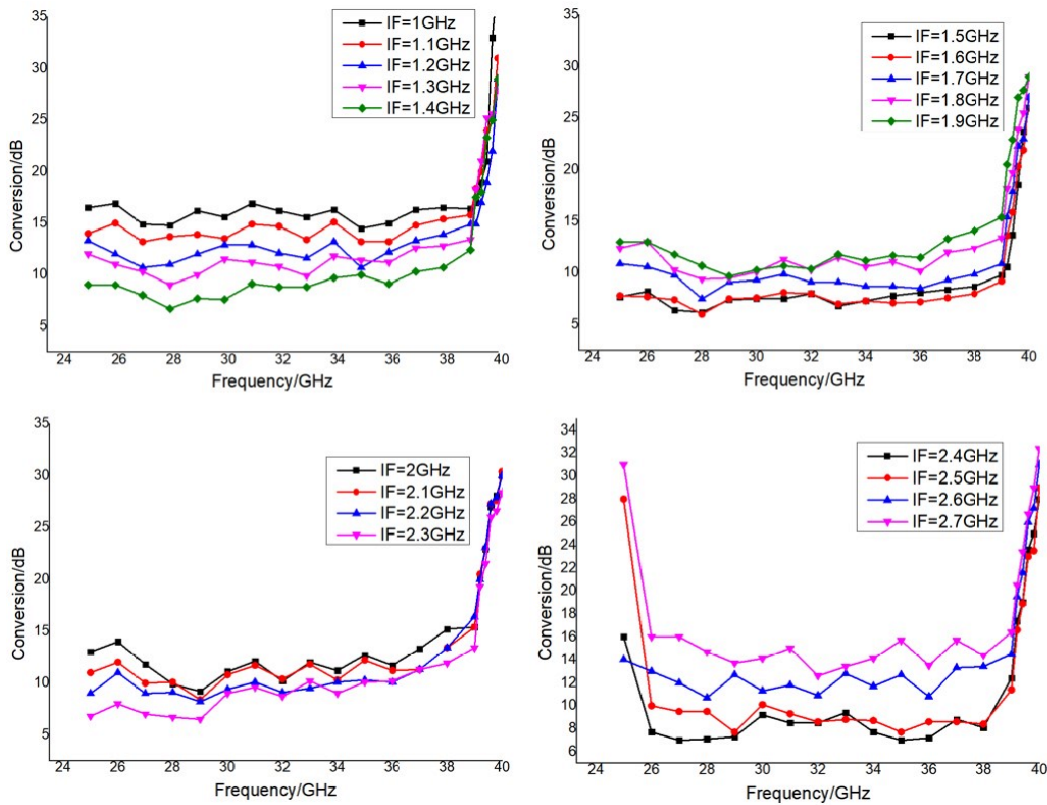 35
30
25
20
15
10
5
Conversion/dB
IF=1GHz
IF=1.1GHz
IF=1.2GHz
IF=1.3GHz
IF=1.4GHz
24 26 28 30 32 34 36 38 40
Frequency/GHz
35
30
25
20
15
10
5
Conversion/dB
IF=1.5GHz
IF=1.6GHz
IF=1.7GHz
IF=1.8GHz
IF=1.9GHz
24 26 28 30 32 34 36 38 40
Frequency/GHz
35
30
25
20
15
10
5
Conversion/dB
IF=2GHz
IF=2.1GHz
IF=2.2GHz
IF=2.3GHz
24 26 28 30 32 34 36 38 40
Frequency/GHz
34
32
30
28
26
24
22
20
18
16
14
12
10
8
6
Conversion/dB
IF=2.4GHz
IF=2.5GHz
IF=2.6GHz
IF=2.7GHz
24 26 28 30 32 34 36 38 40
Frequency/GHz